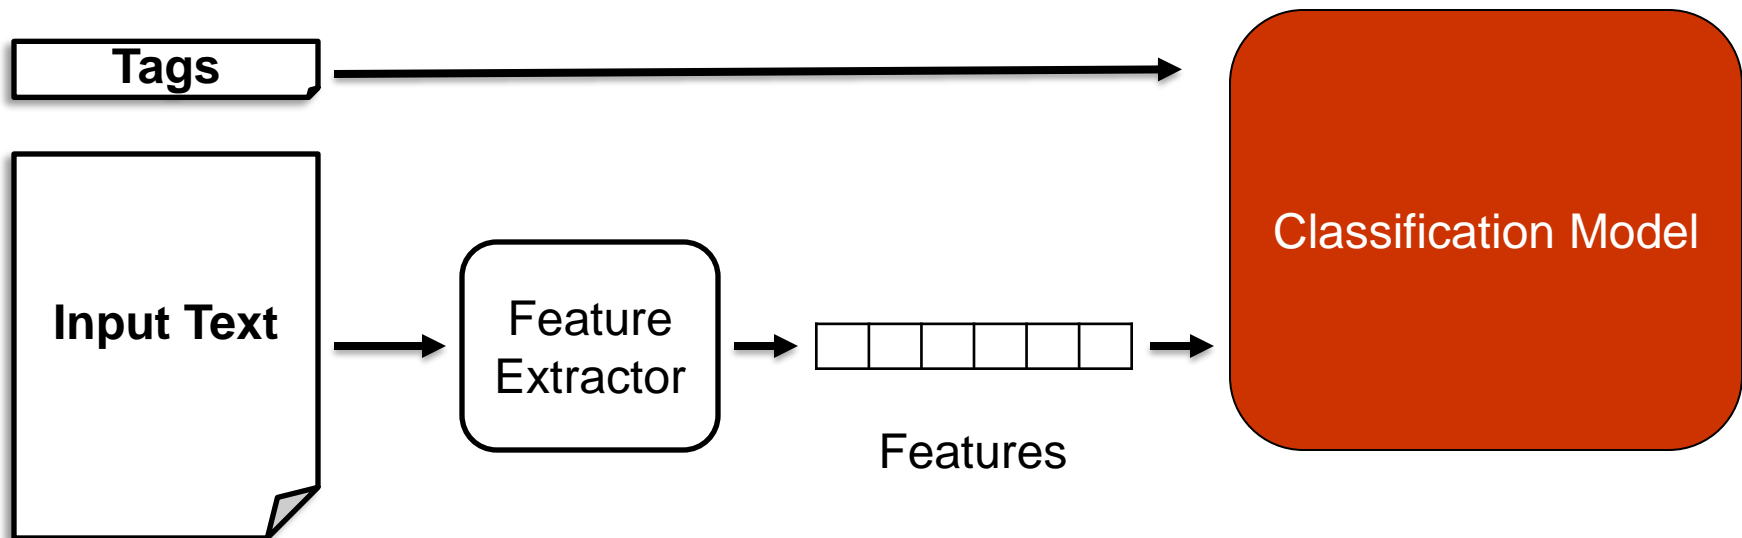 Tags
Input Text
Feature
Extractor
Features
Classification Model